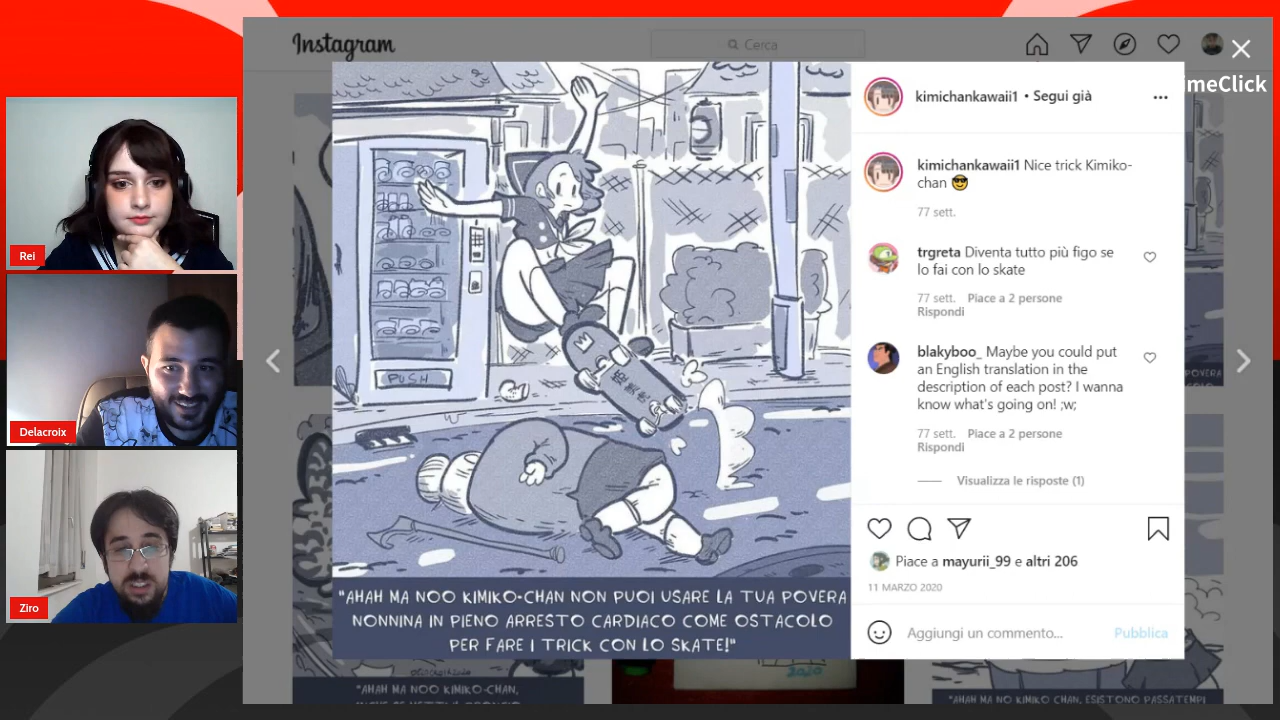 Instagram
Cerca
imeClick
Rei
Delacroix
Ziro
PUSH
"AHAH MA NOO KIMIKO-CHAN NON PUOI USARE LA TUA POVERA
NONNINA IN PIENO ARRESTO CARDIACO COME OSTACOLO
PER FARE I TRICK CON LO SKATE!"
kimichankawaii1 • Segui già
kimichankawaii1 Nice trick Kimiko-
chan 😎
77 sett.
trgreta Diventa tutto più figo se
lo fai con lo skate
77 sett. Piace a 2 persone
Rispondi
blakyboo_ Maybe you could put
an English translation in the
description of each post? I wanna
know what's going on! ;w;
77 sett. Piace a 2 persone
Rispondi
Visualizza le risposte (1)
Piace a mayurii_99 e altri 206
11 MARZO 2020
Aggiungi un commento... Pubblica
POVERA
"AHAH MA NOO KIMIKO-CHAN,
2020
"AHAH MA NO KIMIKO CHAN, ESISTONO PASSATEMPI